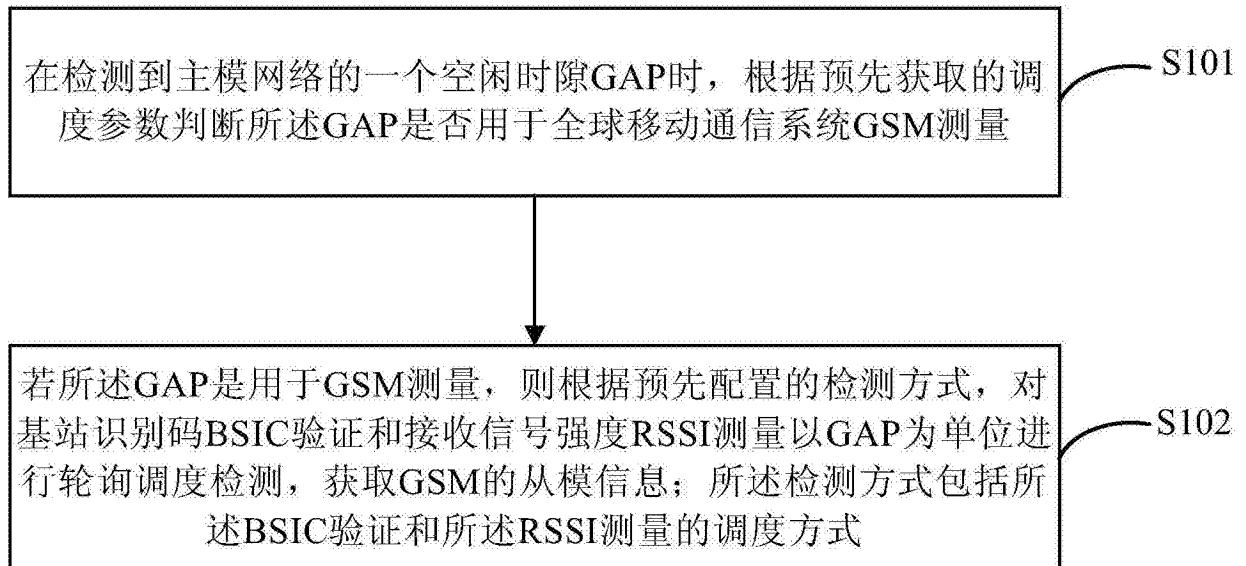 在检测到主模网络的一个空闲时隙GAP时，根据预先获取的调
度参数判断所述GAP是否用于全球移动通信系统GSM测量
S101
若所述GAP是用于GSM测量，则根据预先配置的检测方式，对
基站识别码BSIC验证和接收信号强度RSSI测量以GAP为单位进
行轮询调度检测，获取GSM的从模信息；所述检测方式包括所
述BSIC验证和所述RSSI测量的调度方式
S102